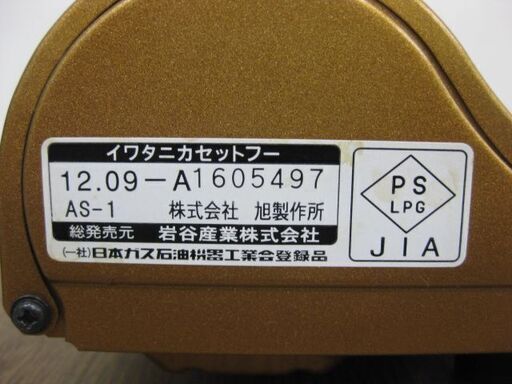 イワタニカセットフー
12.09-A1605497
AS-1 株式会社 旭製作所
総発売元 岩谷産業株式会社
(一社)日本ガス石油機器工業会登録品
PS
LPG
JIA